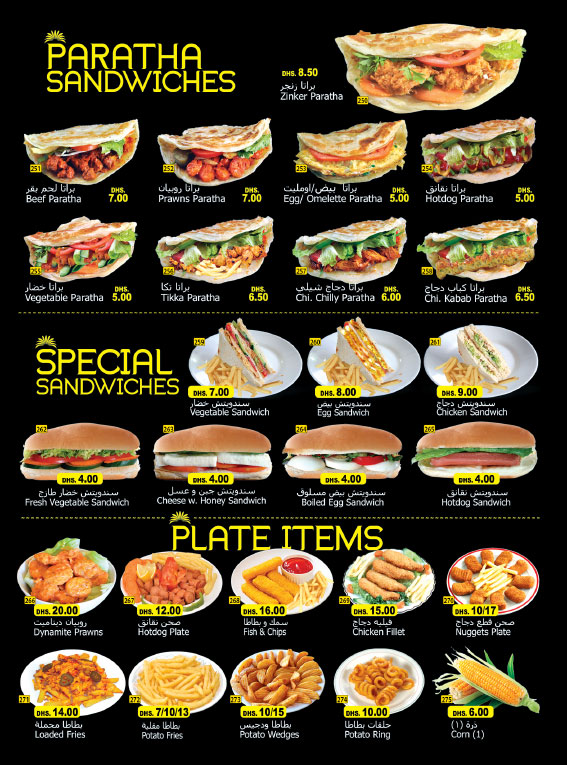 PARATHA
SANDWICHES
DHS. 8.50
براتا زنجر
Zinker Paratha
250
251
براتا لحم بقر
Beef Paratha
DHS. 7.00
252
براتا روبيان
Prawns Paratha
DHS. 7.00
253
براتا بيض/اومليت
Egg/ Omelette Paratha
DHS. 5.00
254
براتا نقانق
Hotdog Paratha
DHS. 5.00
255
براتا خضار
Vegetable Paratha
DHS. 5.00
256
براتا تكا
Tikka Paratha
DHS. 6.50
257
براتا دجاج شيلي
Chi. Chilly Paratha
DHS. 6.00
258
براتا كباب دجاج
Chi. Kabab Paratha
DHS. 6.50
SPECIAL
SANDWICHES
259
DHS. 7.00
سندويتش خضار
Vegetable Sandwich
260
DHS. 8.00
سندويتش بيض
Egg Sandwich
261
DHS. 9.00
سندويتش دجاج
Chicken Sandwich
262
DHS. 4.00
سندويتش خضار طازج
Fresh Vegetable Sandwich
263
DHS. 4.00
سندويتش جبن و عسل
Cheese w. Honey Sandwich
264
DHS. 4.00
سندويتش بيض مسلوق
Boiled Egg Sandwich
265
DHS. 4.00
سندويتش نقانق
Hotdog Sandwich
PLATE ITEMS
266
DHS. 20.00
روبيان ديناميت
Dynamite Prawns
267
DHS. 12.00
صحن نقانق
Hotdog Plate
268
DHS. 16.00
سمك و بطاطا
Fish & Chips
269
DHS. 15.00
فيليه دجاج
Chicken Fillet
270
DHS. 10/17
صحن قطع دجاج
Nuggets Plate
271
DHS. 14.00
بطاطا محملة
Loaded Fries
272
DHS. 7/10/13
بطاطا مقلية
Potato Fries
273
DHS. 10/15
بطاطا ودجيس
Potato Wedges
274
DHS. 10.00
حلقات بطاطا
Potato Ring
275
DHS. 6.00
ذرة (١)
Corn (1)